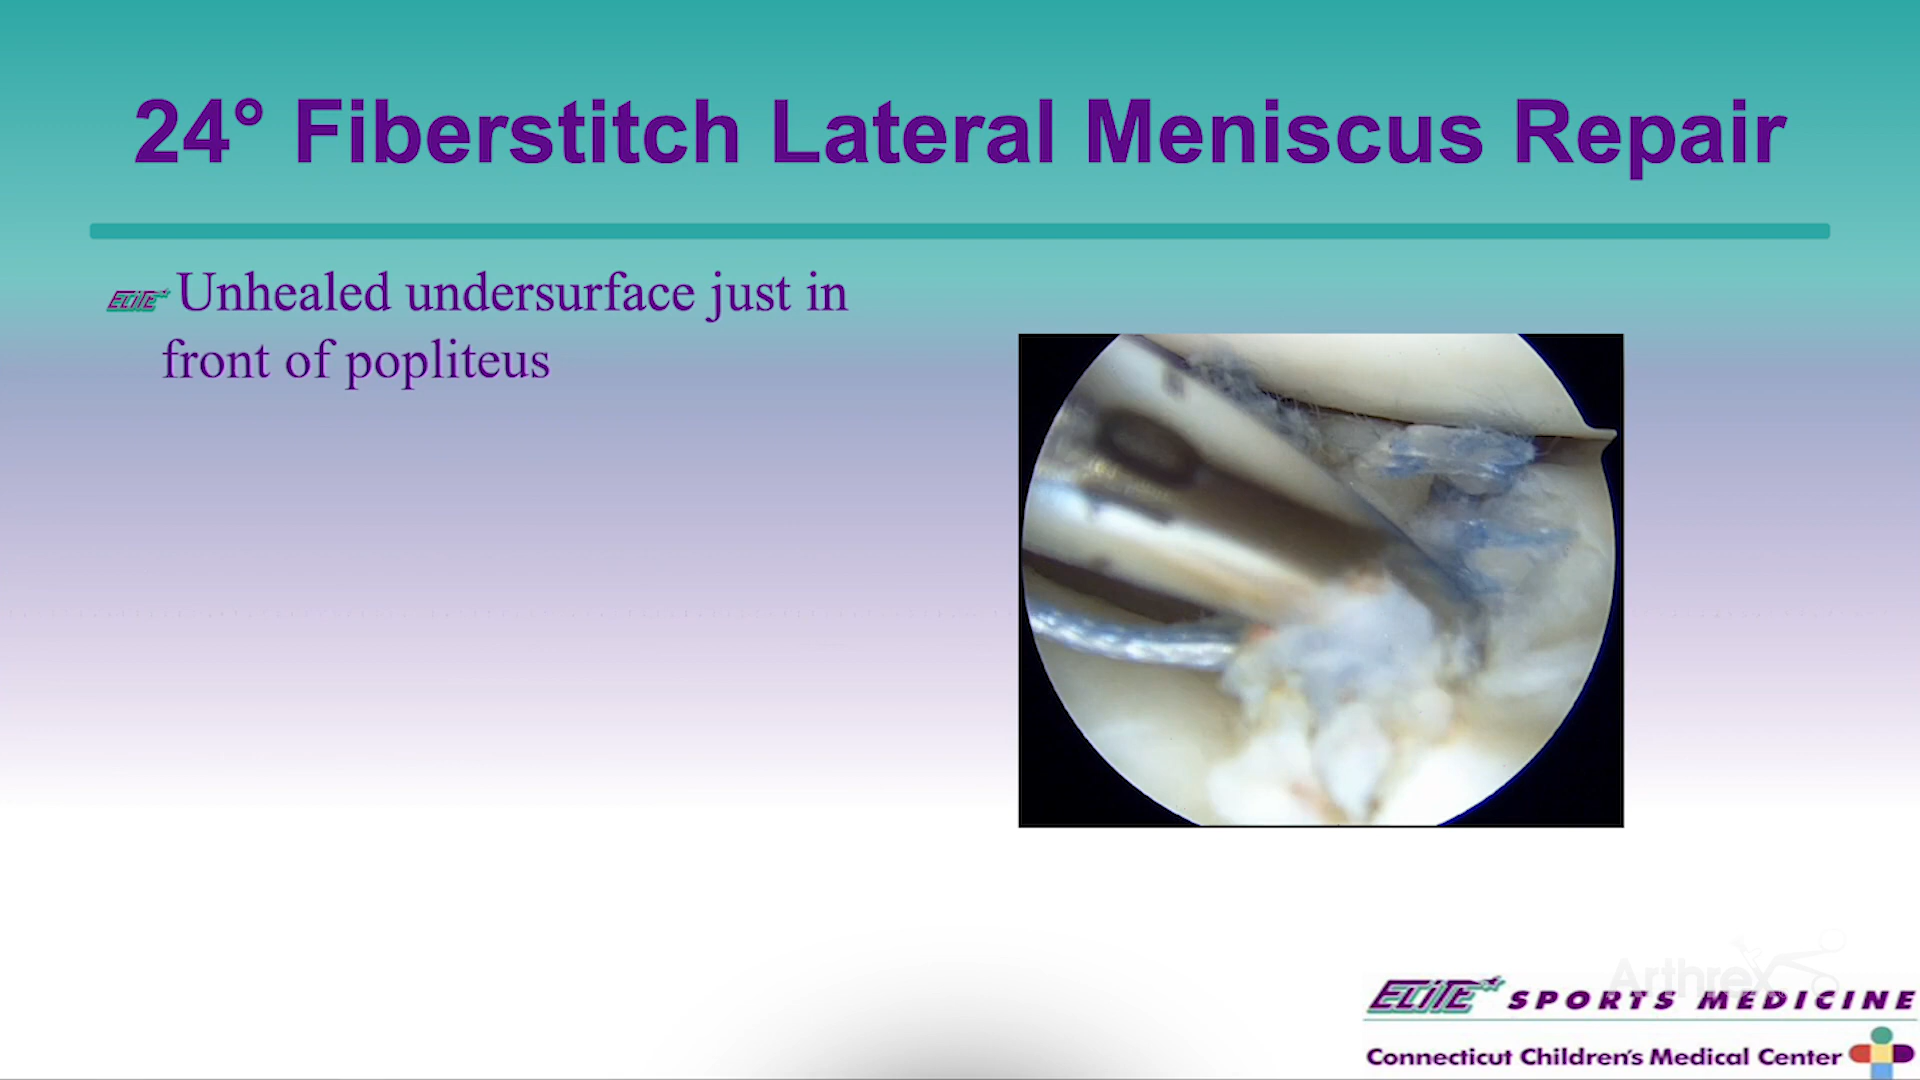 24° Fiberstitch Lateral Meniscus Repair
ELITE Unhealed undersurface just in
front of popliteus
Arthrex
ELITE SPORTS MEDICINE
Connecticut Children's Medical Center